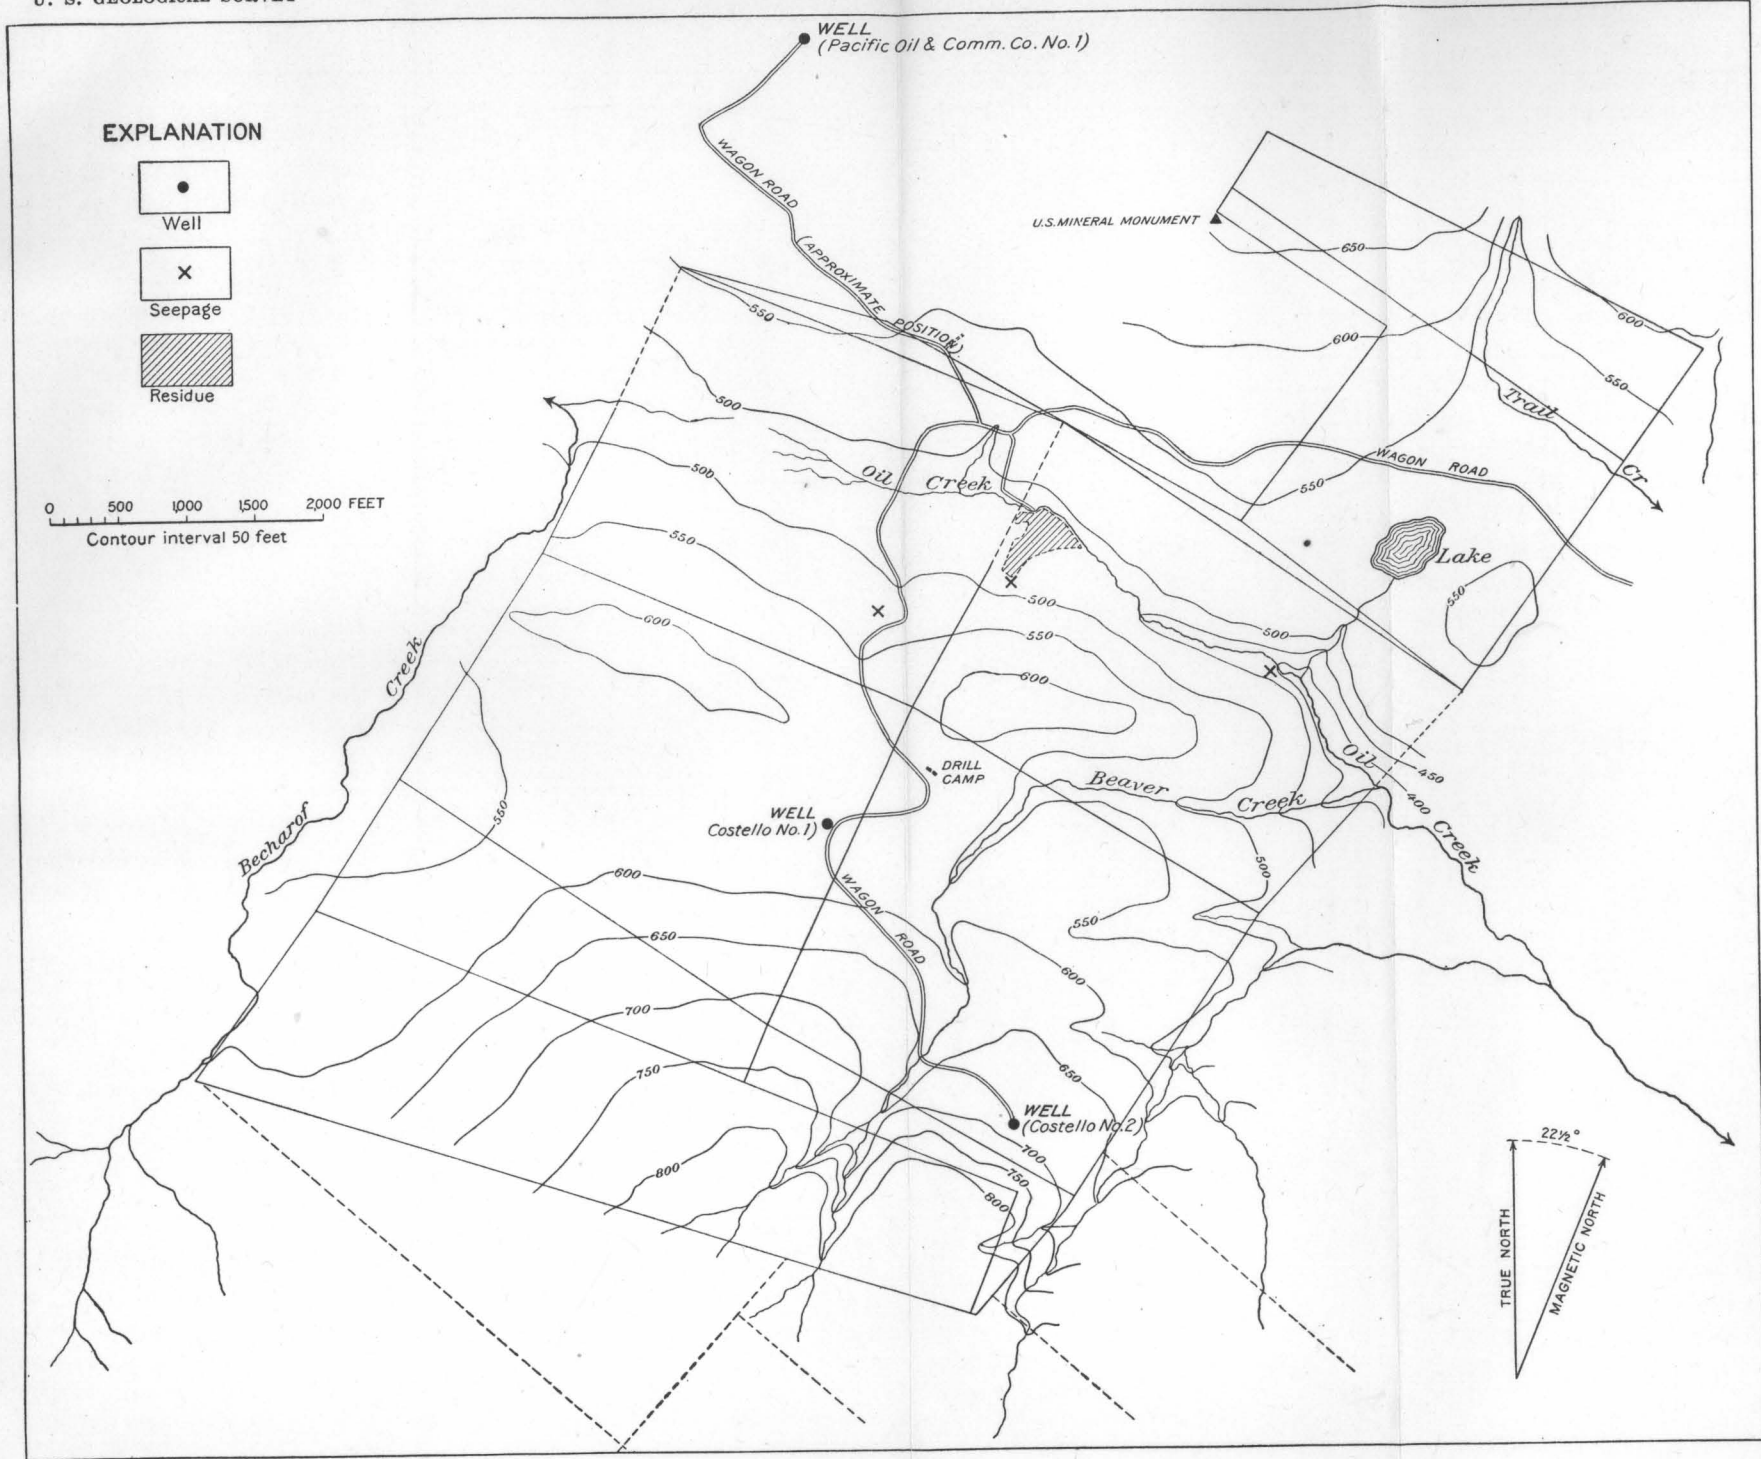 U. S. GEOLOGICAL SURVEY
WELL
(Pacific Oil & Comm. Co. No. 1)
EXPLANATION
Well
Seepage
Residue
0 500 1,000 1,500 2,000 FEET
Contour interval 50 feet
WAGON ROAD
(APPROXIMATE POSITION)
U.S. MINERAL MONUMENT
650
600
600
550
Trail
Cr
550
500
500
550
600
Oil Creek
WAGON ROAD
550
Lake
550
500
550
600
500
Oil
Creek
450
400
Beaver Creek
Becharof
Creek
550
DRILL
CAMP
WELL
Costello No. 1)
WAGON
ROAD
600
650
700
750
800
500
550
600
650
WELL
(Costello No. 2)
700
750
800
22½°
TRUE NORTH
MAGNETIC NORTH